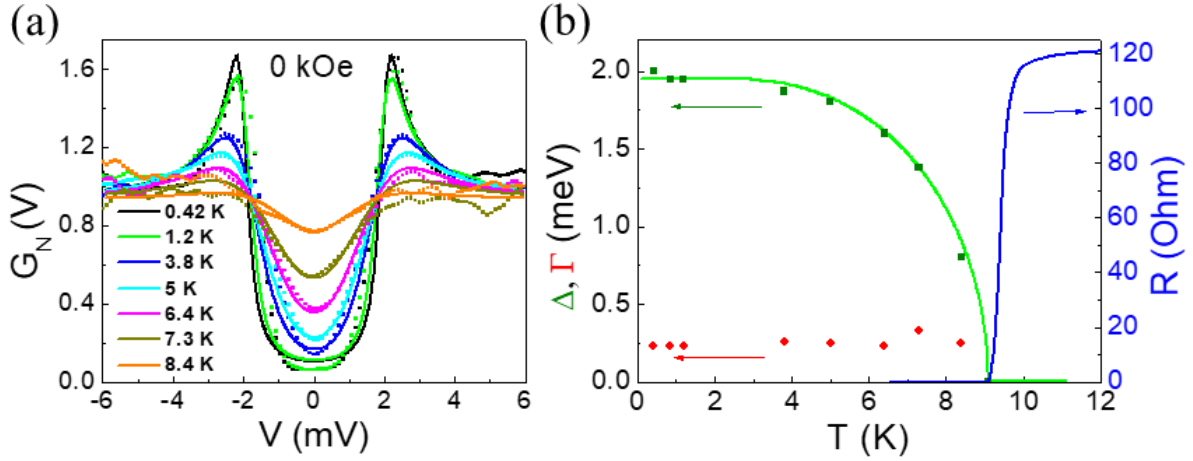 (a)
0 kOe
G_N (V)
1.6
1.2
0.8
0.4
0.0
0.42 K
1.2 K
3.8 K
5 K
6.4 K
7.3 K
8.4 K
-6 -4 -2 0 2 4 6
V (mV)
(b)
Δ, Γ (meV)
2.0
1.5
1.0
0.5
0.0
0 2 4 6 8 10 12
T (K)
120
100
80
60
40
20
0
R (Ohm)